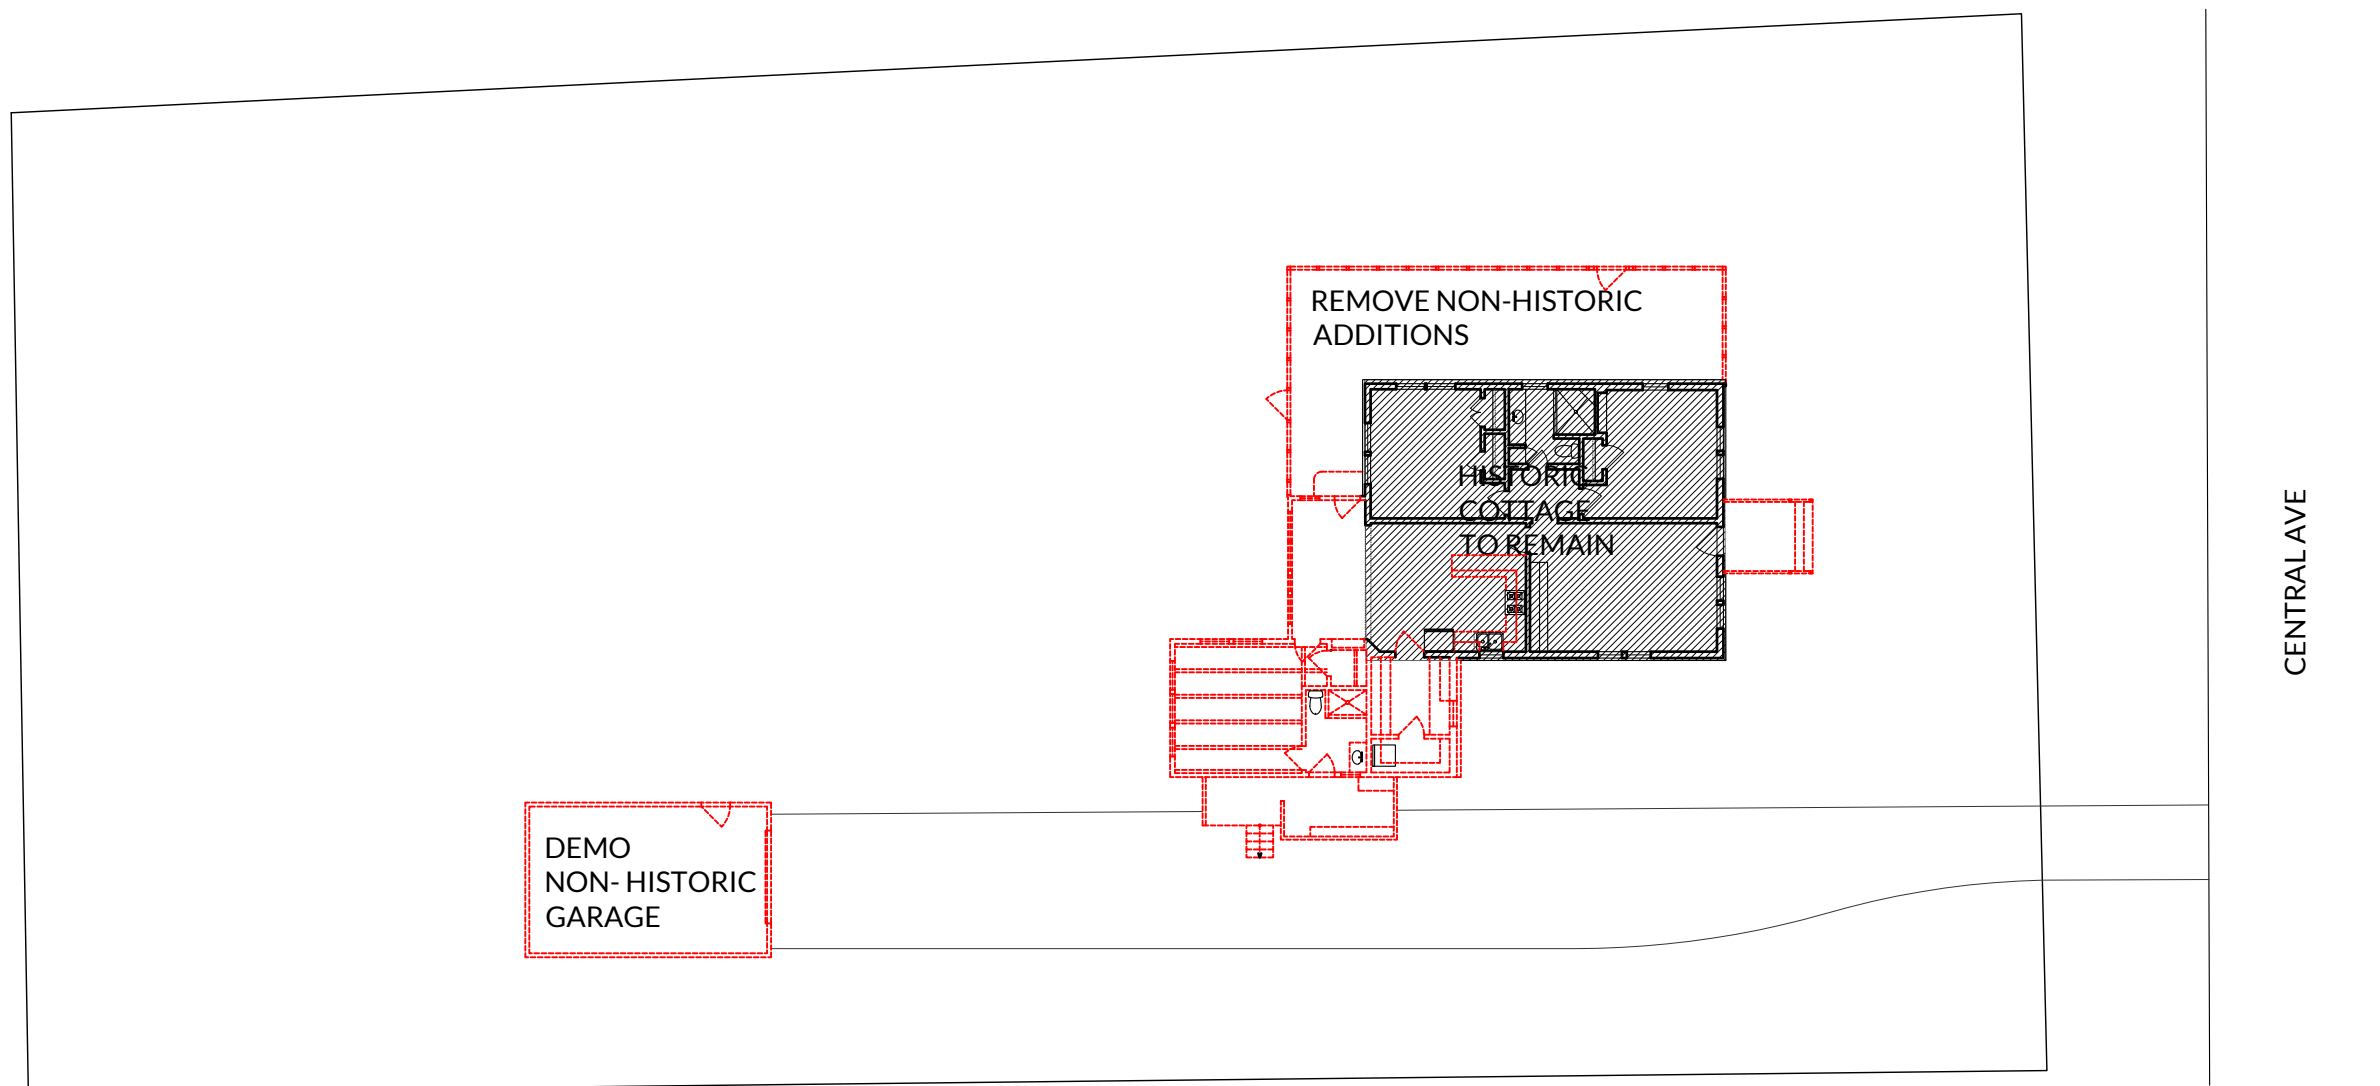 REMOVE NON-HISTORIC
ADDITIONS
HISTORIC
COTTAGE
TO REMAIN
CENTRAL AVE
DEMO
NON- HISTORIC
GARAGE